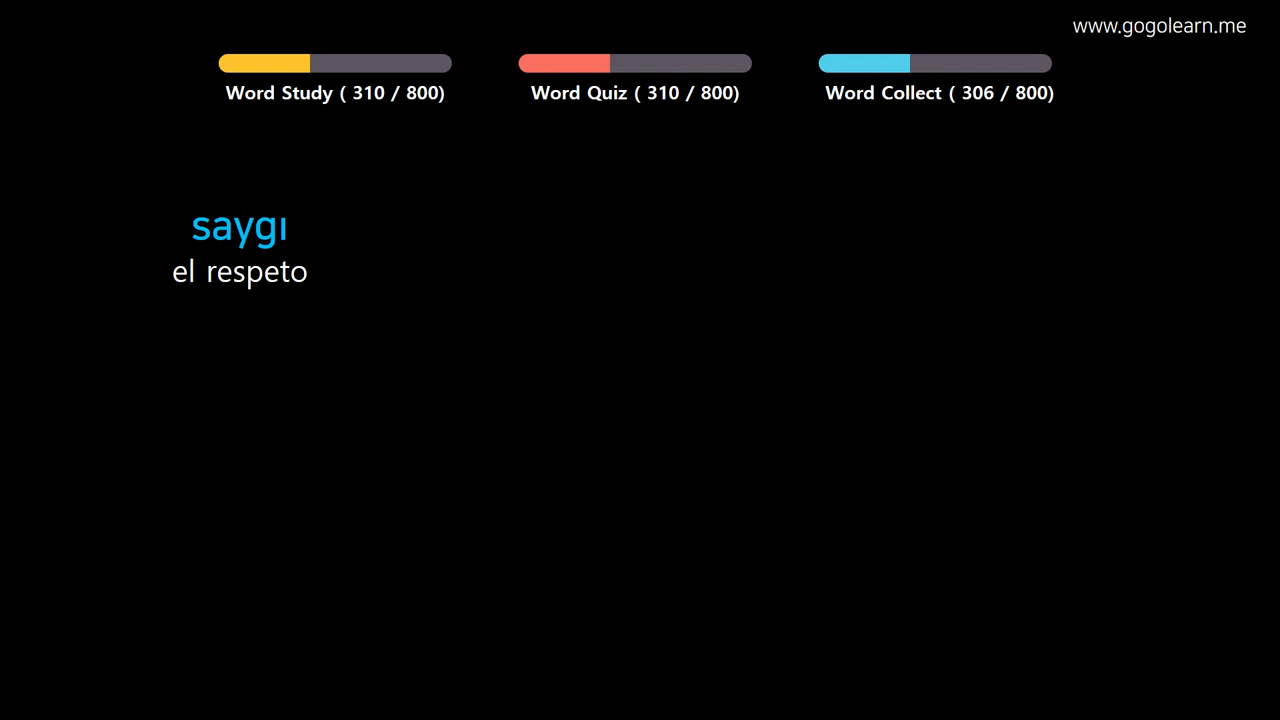 www.gogolearn.me
Word Study ( 310 / 800)
Word Quiz ( 310 / 800)
Word Collect ( 306 / 800)
saygı
el respeto